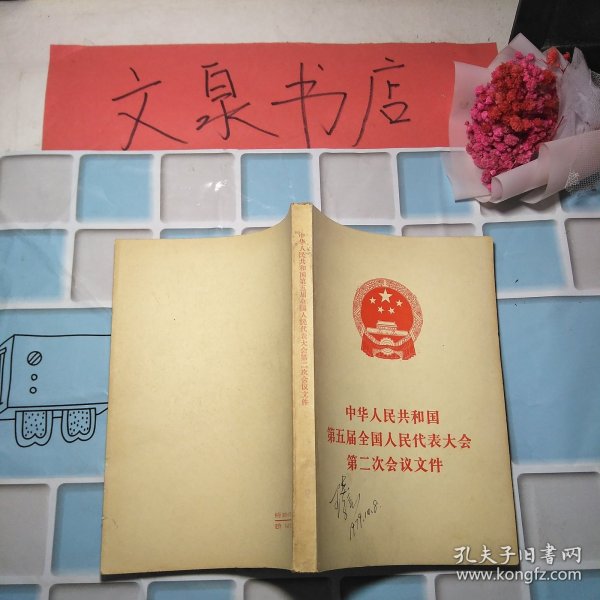 文泉书店
中华人民共和国第五届全国人民代表大会第二次会议文件
中华人民共和国
第五届全国人民代表大会
第二次会议文件
1979.10.8.
孔夫子旧书网
www.kongfz.com